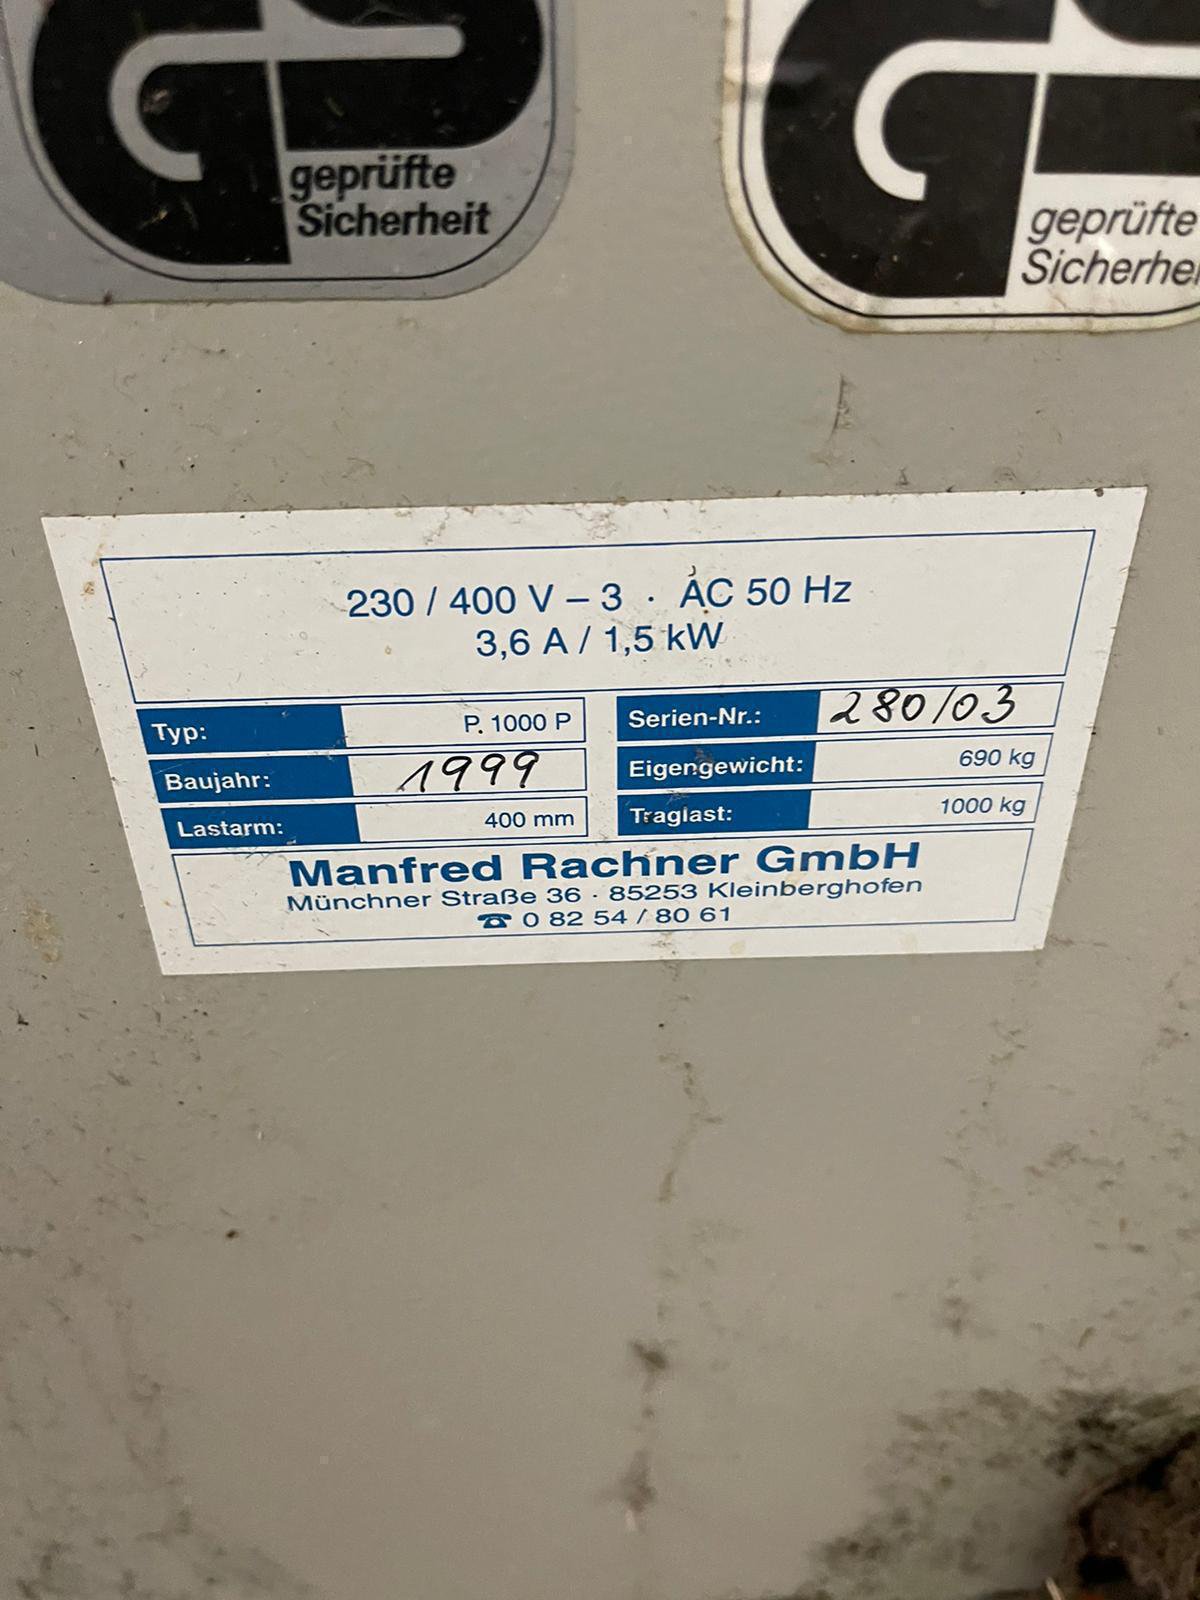 geprüfte
Sicherheit
geprüfte
Sicherhei
230 / 400 V – 3 · AC 50 Hz
3,6 A / 1,5 kW
Typ: P. 1000 P
Serien-Nr.: 280/03
Baujahr: 1999
Eigengewicht: 690 kg
Lastarm: 400 mm
Traglast: 1000 kg
Manfred Rachner GmbH
Münchner Straße 36 · 85253 Kleinberghofen
☎ 0 82 54 / 80 61